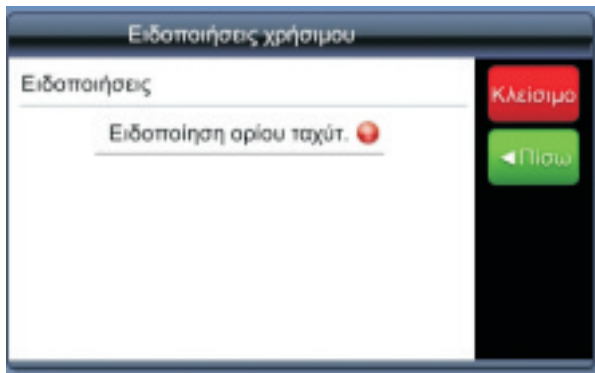 Ειδοποιήσεις χρήσιμου
Ειδοποιήσεις
Κλείσιμο
Ειδοποίηση ορίου ταχύτ.
◄Πίσω